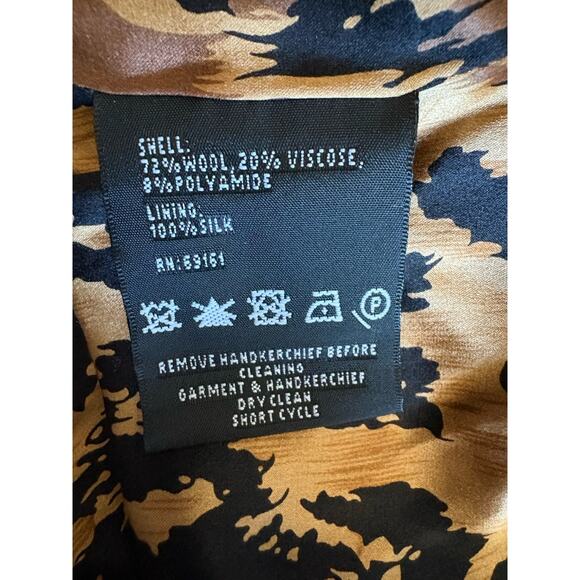 SHELL:
72%WOOL, 20% VISCOSE,
8%POLYAMIDE
LINING:
100%SILK
RN:69161
P
REMOVE HANDKERCHIEF BEFORE
CLEANING
GARMENT & HANDKERCHIEF
DRY CLEAN
SHORT CYCLE